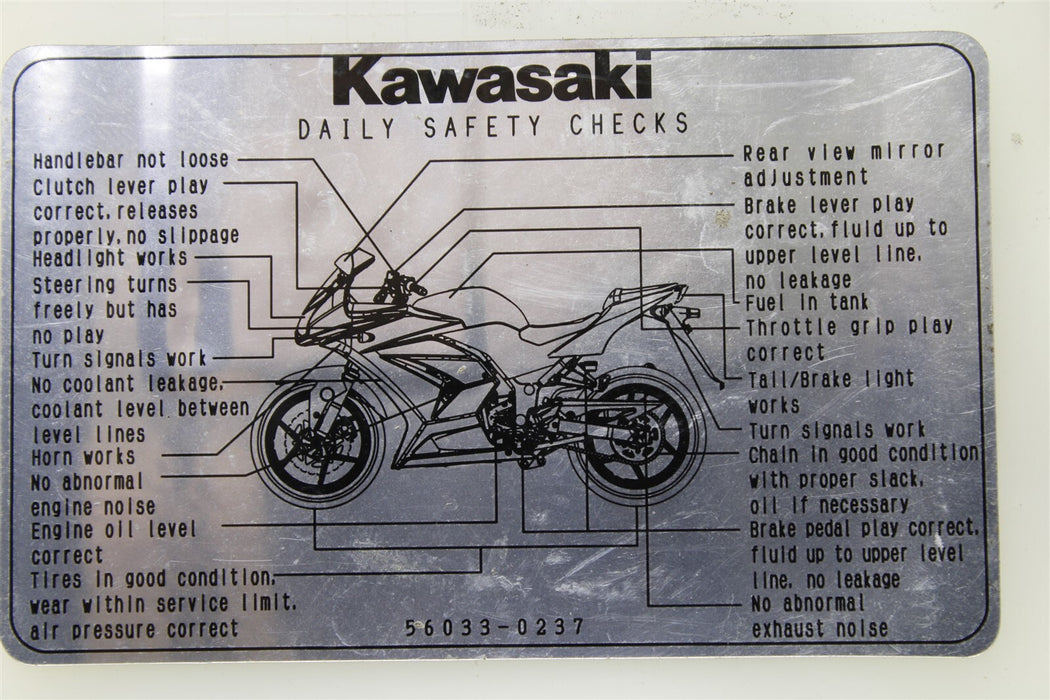 Kawasaki
DAILY SAFETY CHECKS
Handlebar not loose
Clutch lever play
correct, releases
properly, no slippage
Headlight works
Steering turns
freely but has
no play
Turn signals work
No coolant leakage,
coolant level between
level lines
Horn works
No abnormal
engine noise
Engine oil level
correct
Tires in good condition,
wear within service limit,
air pressure correct
Rear view mirror
adjustment
Brake lever play
correct, fluid up to
upper level line,
no leakage
Fuel in tank
Throttle grip play
correct
Tail/Brake light
works
Turn signals work
Chain in good condition
with proper slack,
oil if necessary
Brake pedal play correct,
fluid up to upper level
line, no leakage
No abnormal
exhaust noise
56033-0237